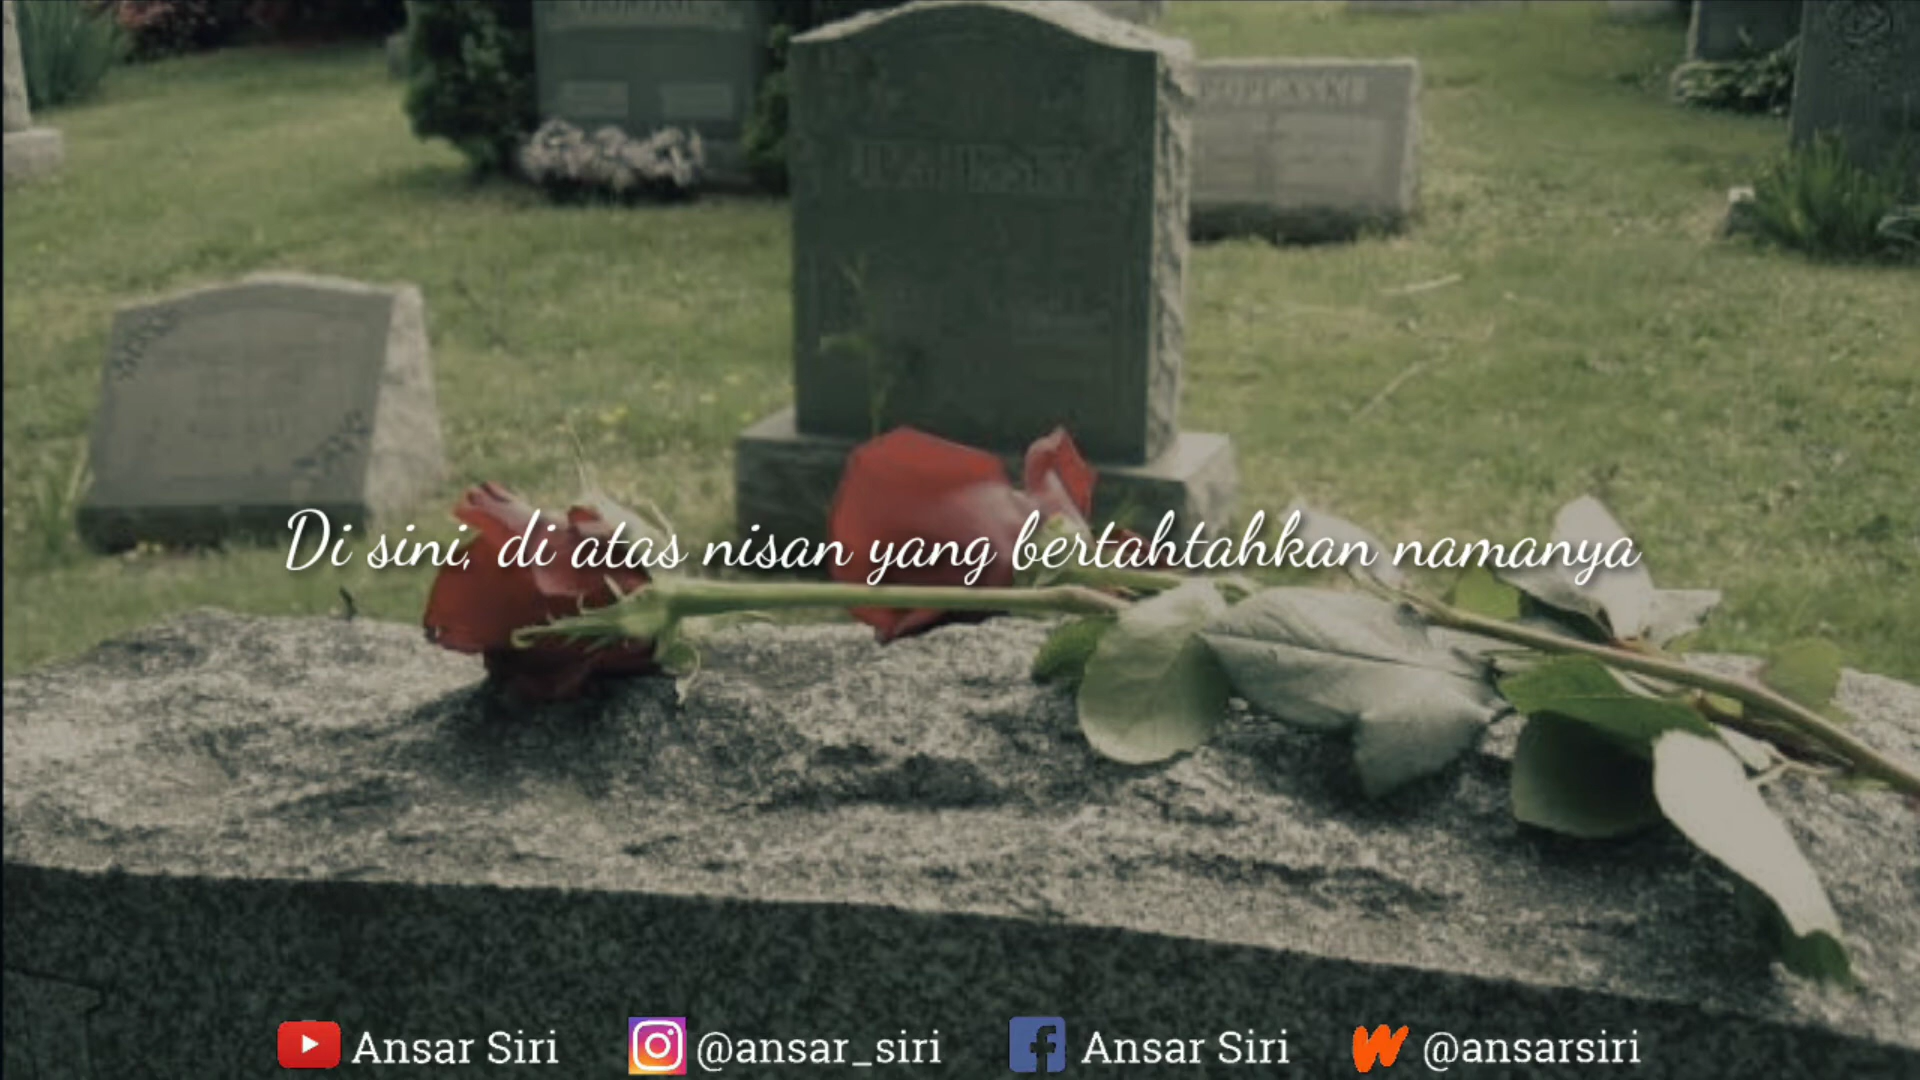 Di sini, di atas nisan yang bertahtahkan namanya
Ansar Siri @ansar_siri Ansar Siri @ansarsiri